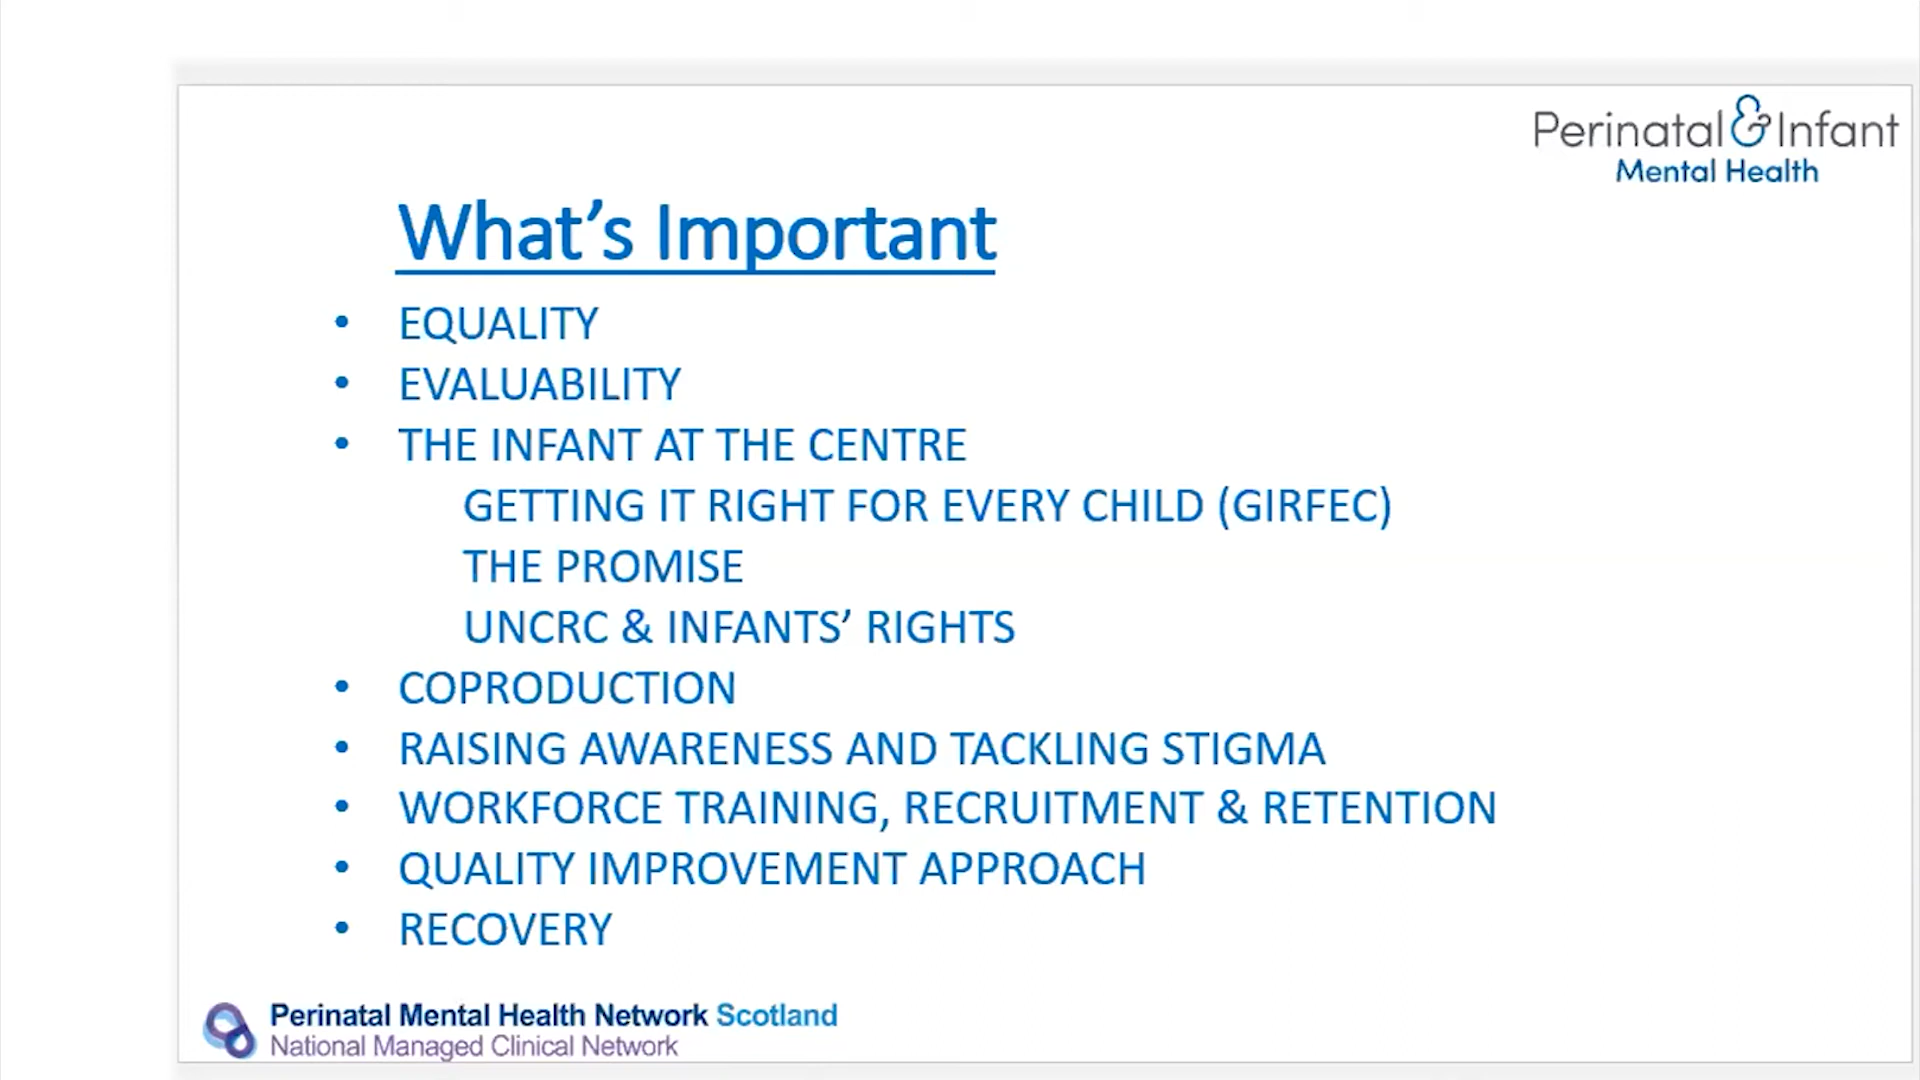 Perinatal & Infant
Mental Health
What's Important
• EQUALITY
• EVALUABILITY
• THE INFANT AT THE CENTRE
GETTING IT RIGHT FOR EVERY CHILD (GIRFEC)
THE PROMISE
UNCRC & INFANTS' RIGHTS
• COPRODUCTION
• RAISING AWARENESS AND TACKLING STIGMA
• WORKFORCE TRAINING, RECRUITMENT & RETENTION
• QUALITY IMPROVEMENT APPROACH
• RECOVERY
Perinatal Mental Health Network Scotland
National Managed Clinical Network